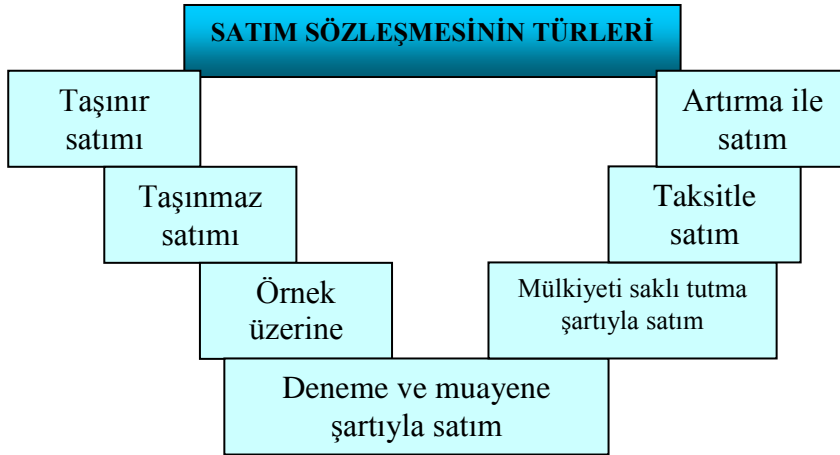 SATIM SÖZLEŞMESİNİN TÜRLERİ
Taşınır
satımı
Artırma ile
satım
Taşınmaz
satımı
Taksitle
satım
Örnek
üzerine
Mülkiyeti saklı tutma
şartıyla satım
Deneme ve muayene
şartıyla satım